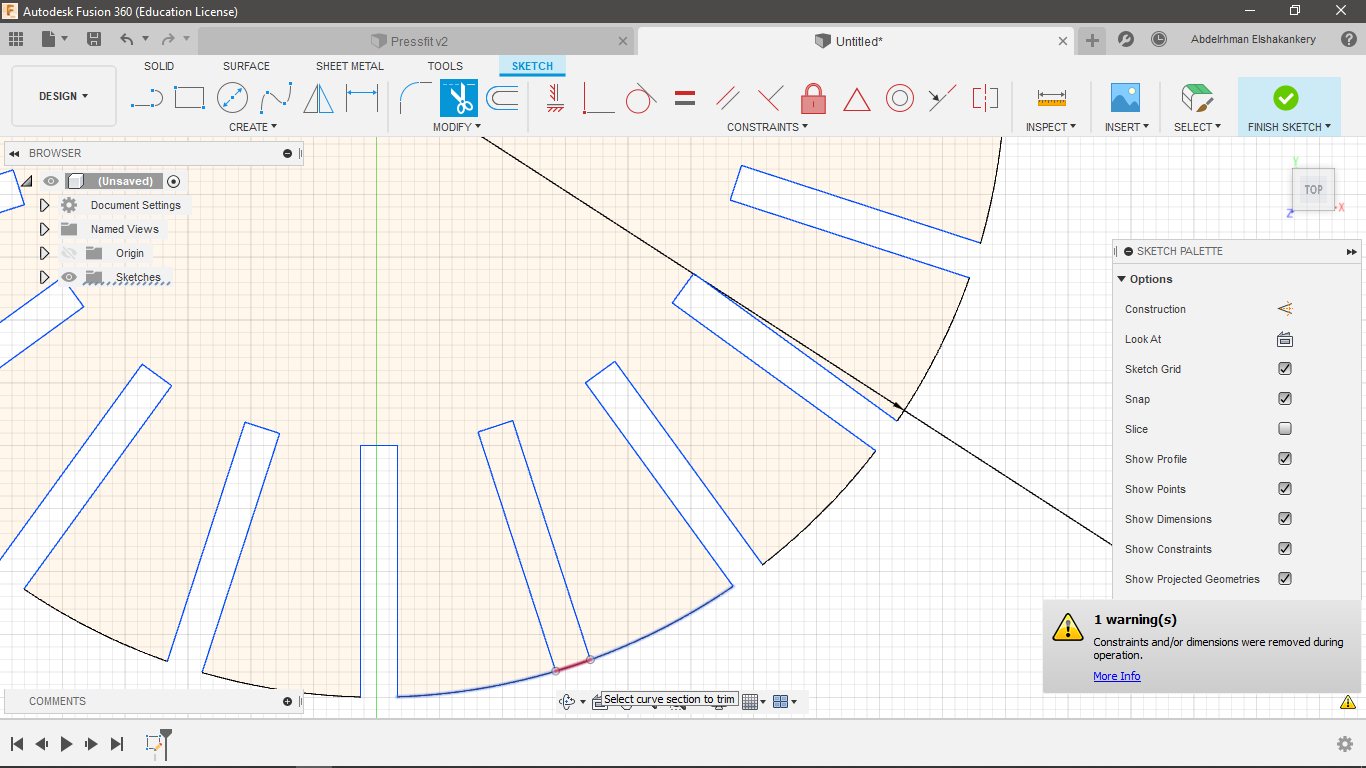 Autodesk Fusion 360 (Education License)
Pressfit v2
Untitled*
Abdelrhman Elshakankery
SOLID
SURFACE
SHEET METAL
TOOLS
SKETCH
DESIGN
CREATE
MODIFY
CONSTRAINTS
INSPECT
INSERT
SELECT
FINISH SKETCH
BROWSER
(Unsaved)
Document Settings
Named Views
Origin
Sketches
Y
TOP
X
Z
SKETCH PALETTE
Options
Construction
Look At
Sketch Grid
Snap
Slice
Show Profile
Show Points
Show Dimensions
Show Constraints
Show Projected Geometries
1 warning(s)
Constraints and/or dimensions were removed during
operation.
More Info
COMMENTS
Select curve section to trim